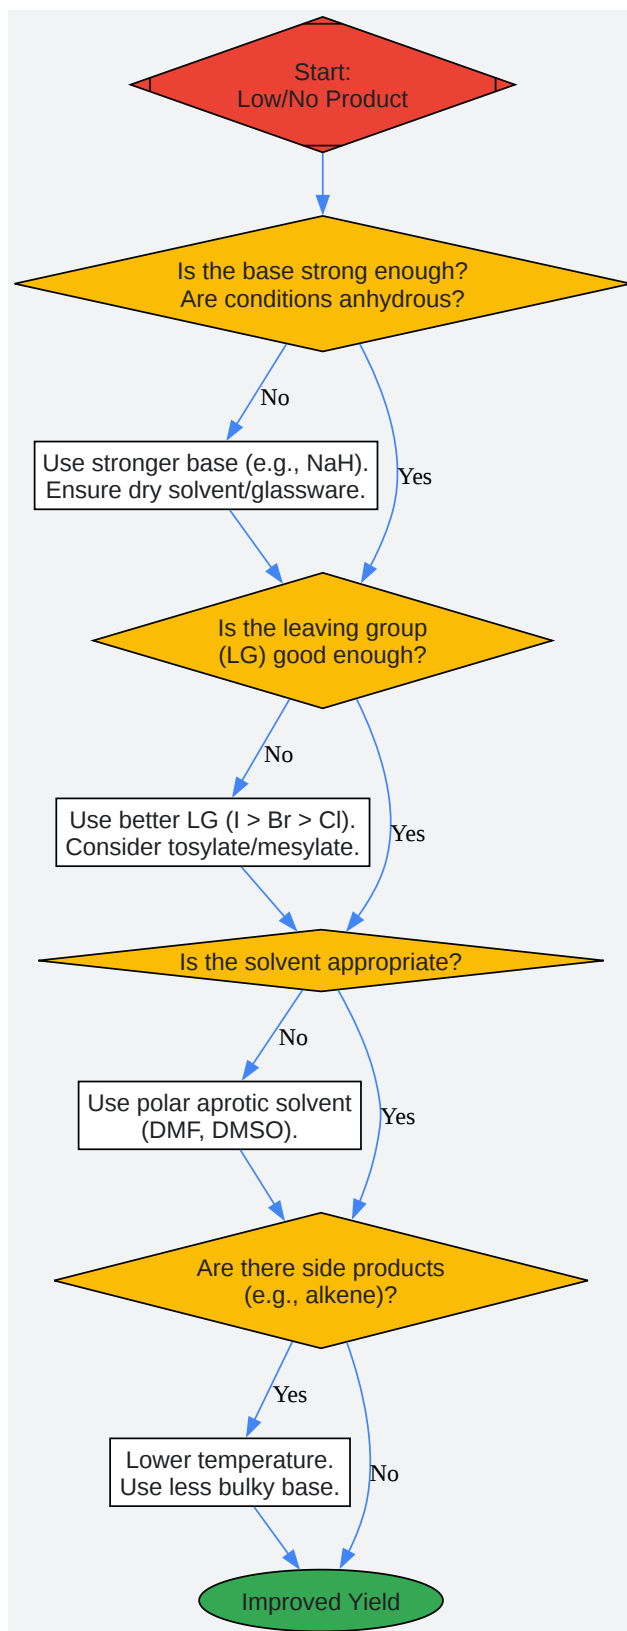 Start:
Low/No Product
Is the base strong enough?
Are conditions anhydrous?
No
Use stronger base (e.g., NaH).
Ensure dry solvent/glassware.
Yes
Is the leaving group
(LG) good enough?
No
Use better LG (I > Br > Cl).
Consider tosylate/mesylate.
Yes
Is the solvent appropriate?
No
Use polar aprotic solvent
(DMF, DMSO).
Yes
Are there side products
(e.g., alkene)?
Yes
Lower temperature.
Use less bulky base.
No
Improved Yield